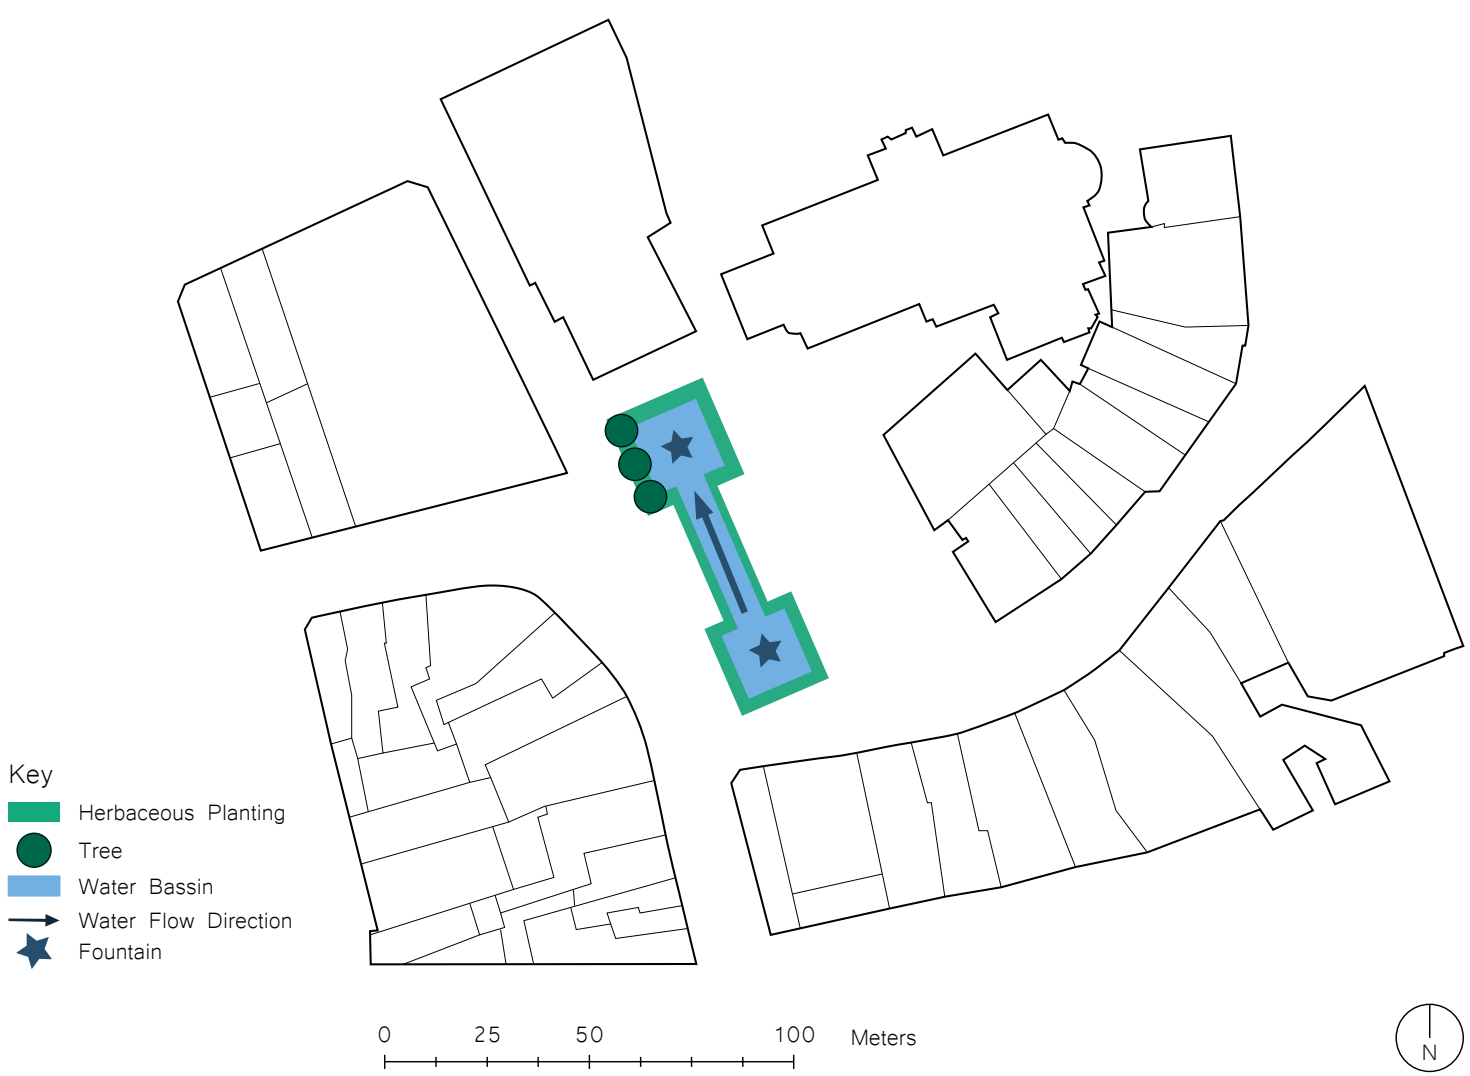 Key
Herbaceous Planting
Tree
Water Bassin
Water Flow Direction
Fountain
0 25 50 100 Meters
N